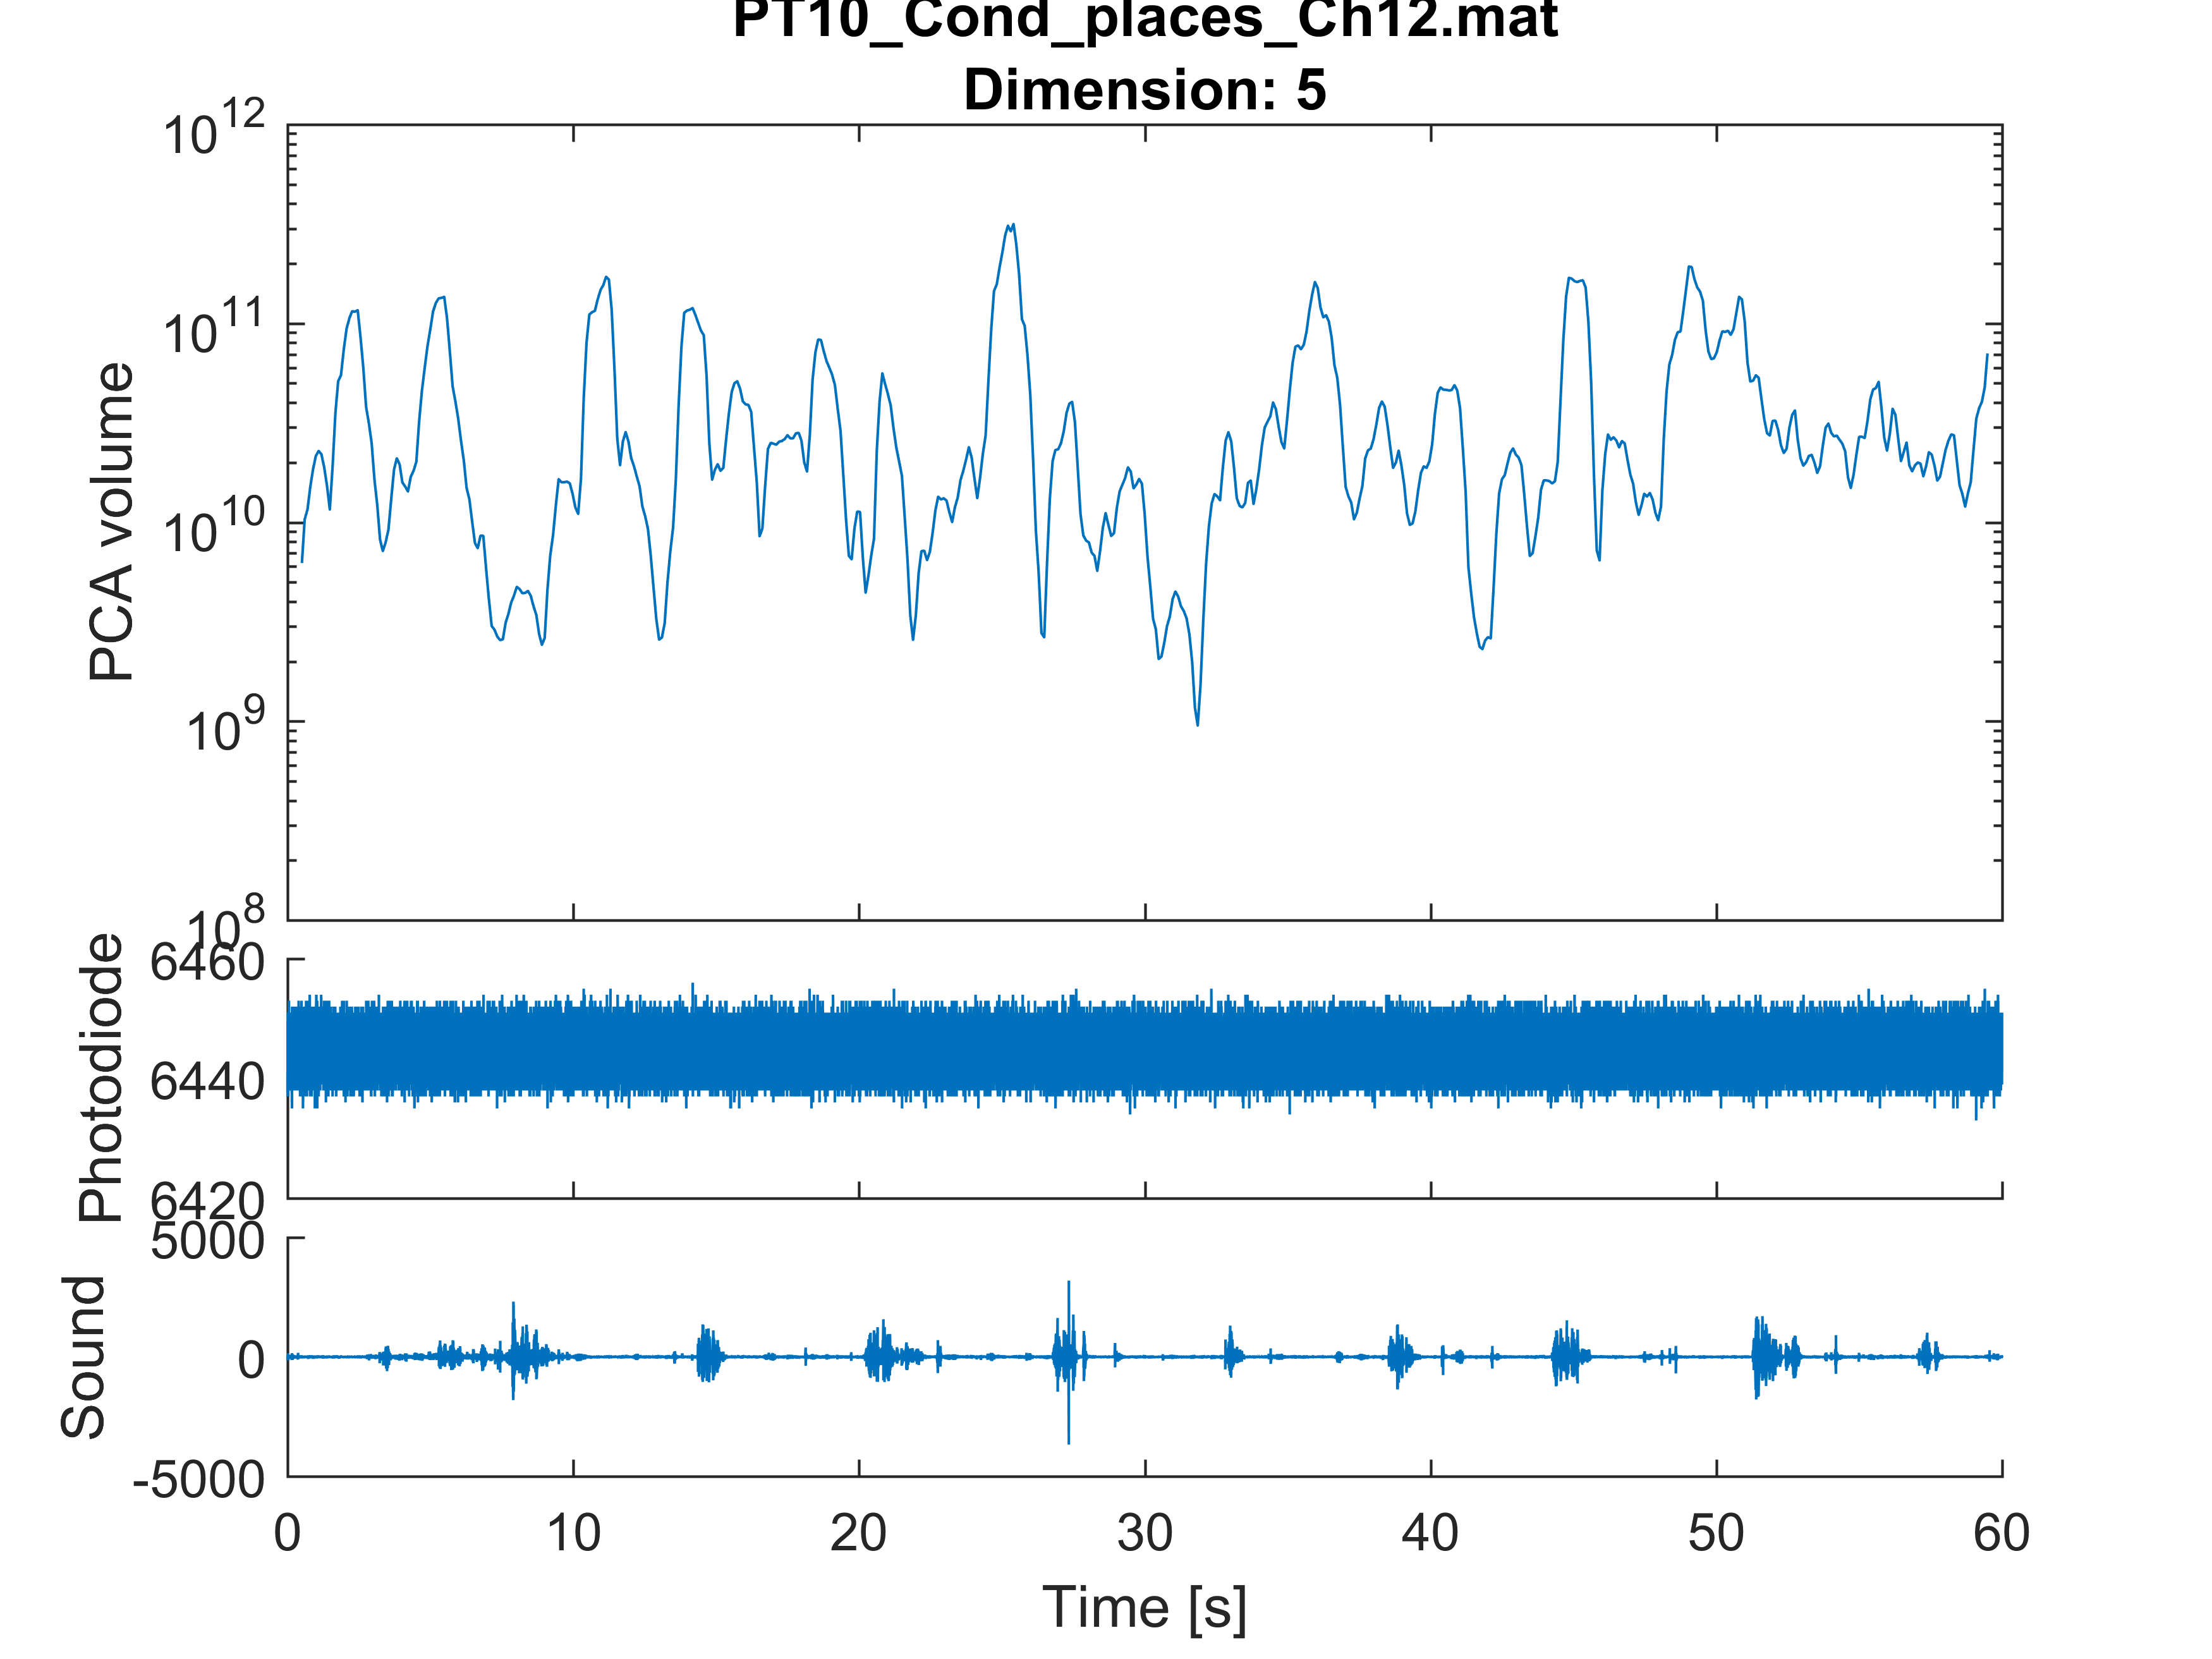 PT10_Cond_places_Ch12.mat
Dimension: 5
10^12
10^11
10^10
10^9
10^8
PCA volume
6460
6440
6420
Photodiode
5000
0
-5000
Sound
0 10 20 30 40 50 60
Time [s]